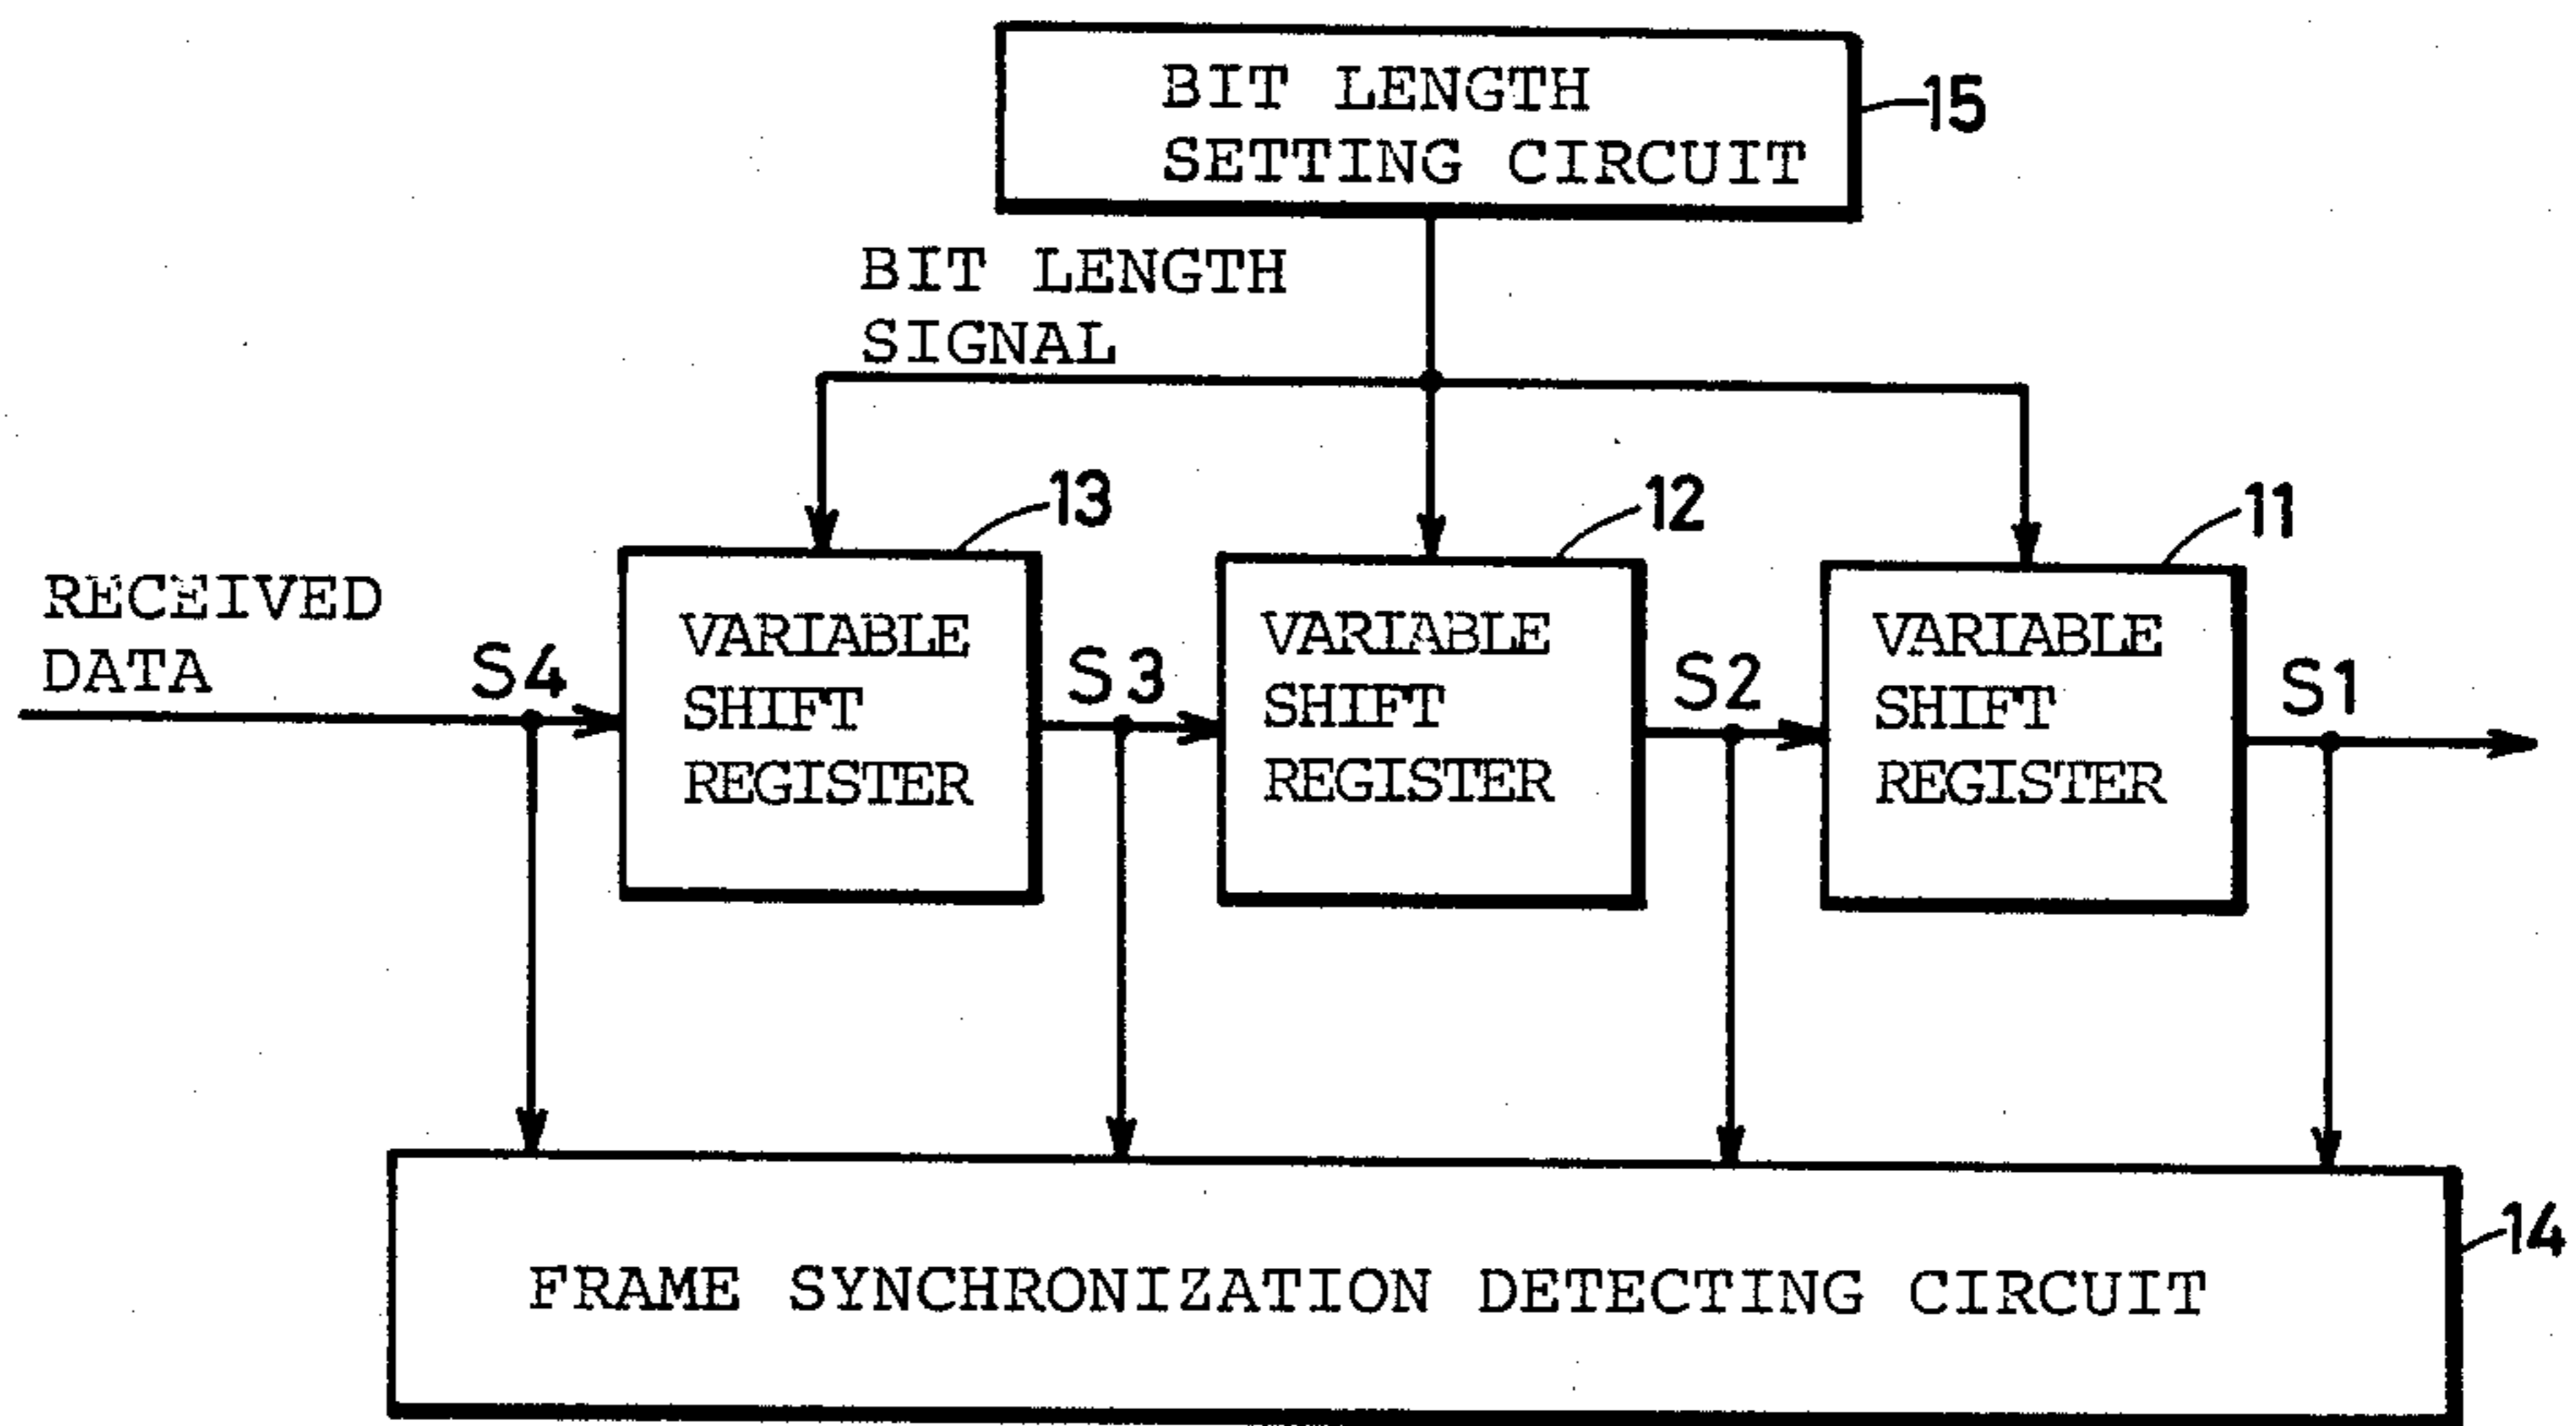 BIT LENGTH
SETTING CIRCUIT
15
BIT LENGTH
SIGNAL
13
12
11
RECEIVED
DATA
S4
VARIABLE
SHIFT
REGISTER
S3
VARIABLE
SHIFT
REGISTER
S2
VARIABLE
SHIFT
REGISTER
S1
FRAME SYNCHRONIZATION DETECTING CIRCUIT
14